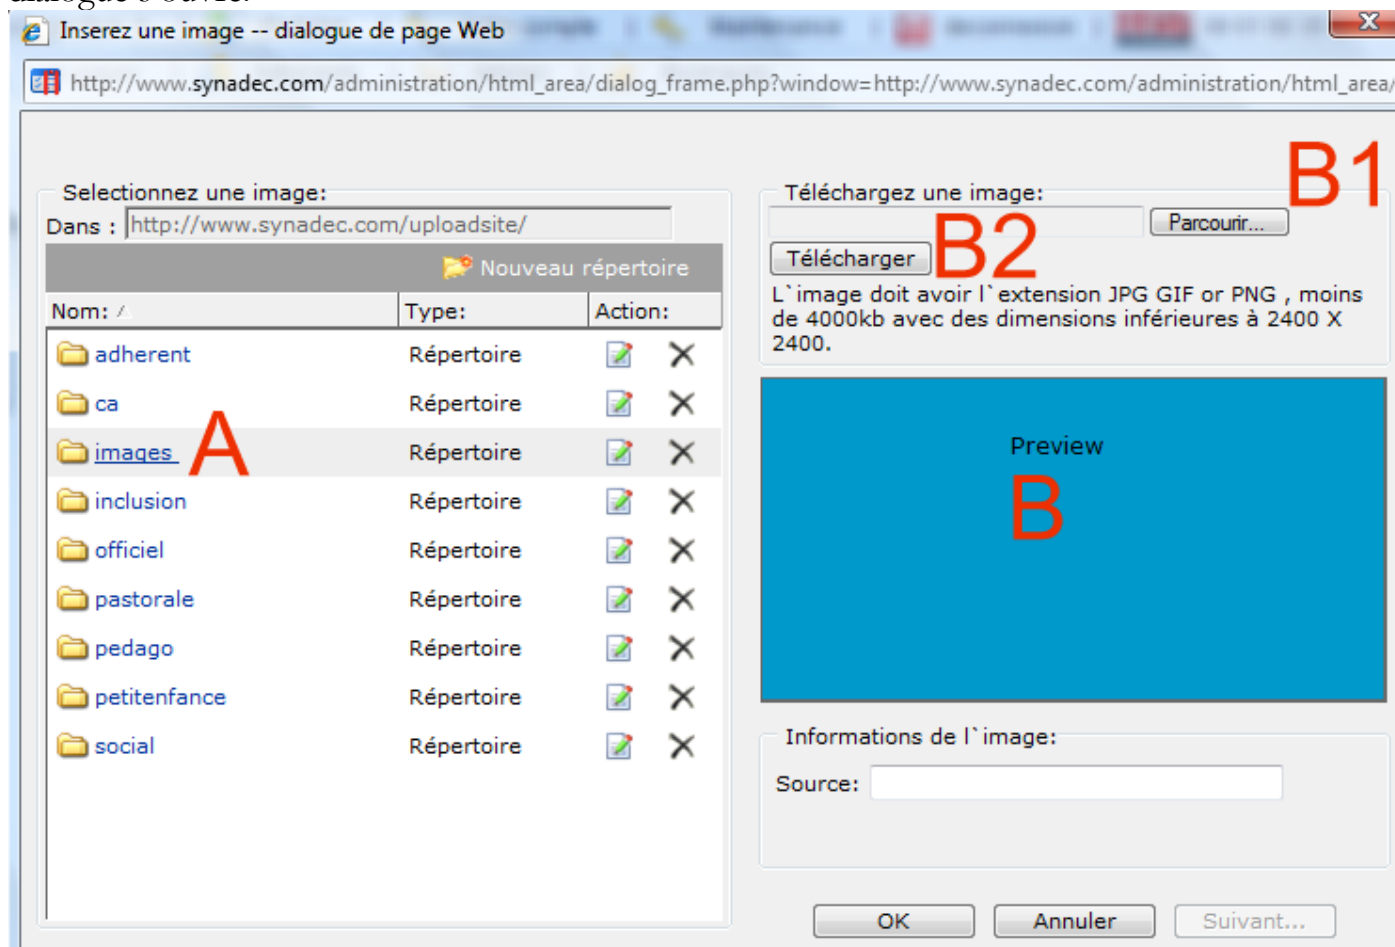 dialogue s'ouvre.
Inserez une image -- dialogue de page Web
http://www.synadec.com/administration/html_area/dialog_frame.php?window=http://www.synadec.com/administration/html_area/
B1
Selectionnez une image:
Dans : http://www.synadec.com/uploadsite/
Nouveau répertoire
Nom: Type: Action:
adherent Répertoire
ca Répertoire
images Répertoire
A
inclusion Répertoire
officiel Répertoire
pastorale Répertoire
pedago Répertoire
petitenfance Répertoire
social Répertoire
Téléchargez une image:
Parcourir...
B2
Télécharger
L`image doit avoir l`extension JPG GIF or PNG , moins
de 4000kb avec des dimensions inférieures à 2400 X
2400.
Preview
B
Informations de l`image:
Source:
OK Annuler Suivant...